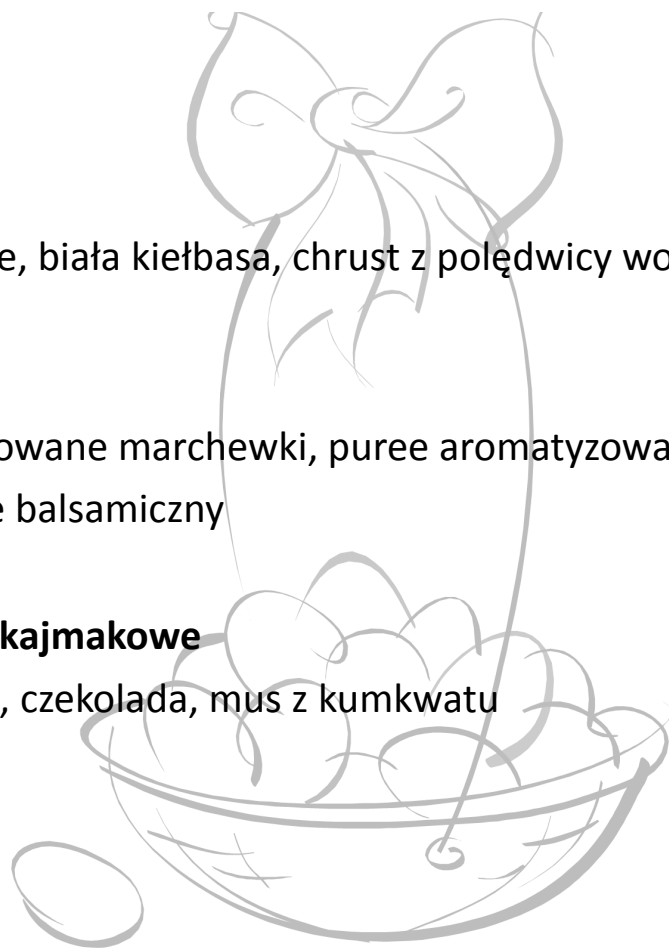 e, biała kiełbasa, chrust z polędwicy wo
owane marchewki, puree aromatyzowa
e balsamiczny
kajmakowe
, czekolada, mus z kumkwatu